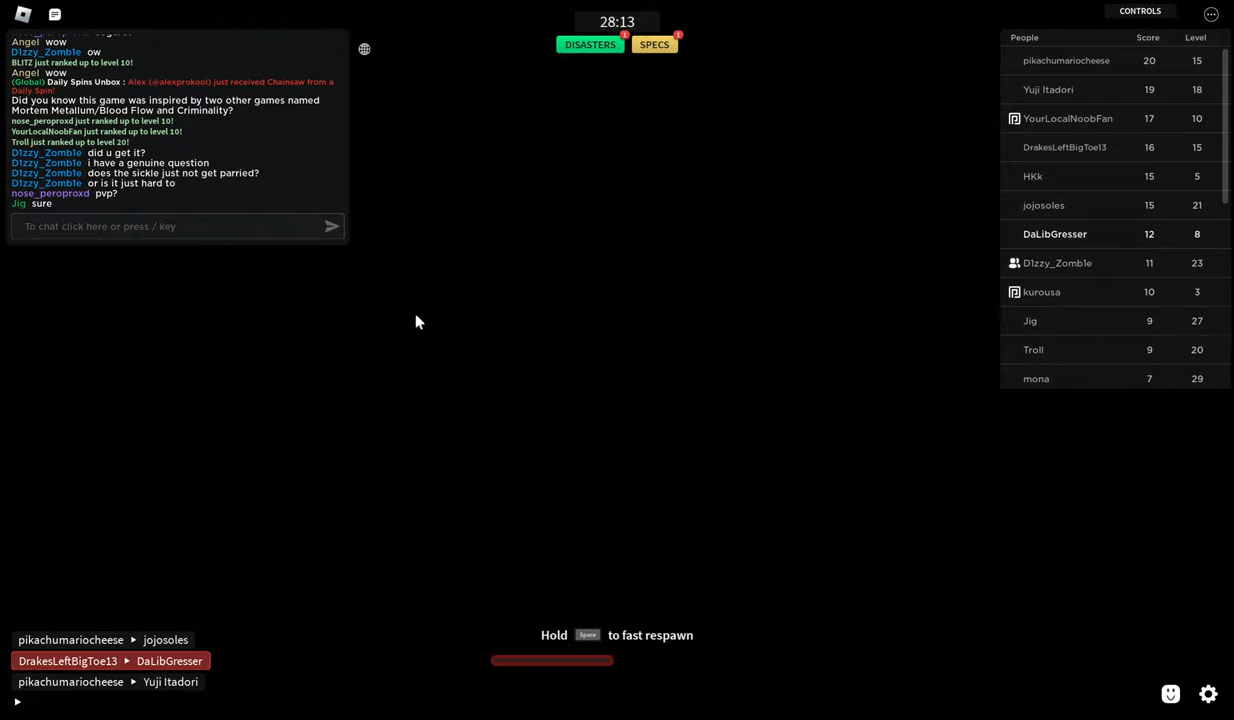 28:13
CONTROLS
DISASTERS 1
SPECS 1
Angel wow
D1zzy_Zomb1e ow
BLITZ just ranked up to level 10!
Angel wow
(Global) Daily Spins Unbox : Alex (@alexprokool) just received Chainsaw from a
Daily Spin!
Did you know this game was inspired by two other games named
Mortem Metallum/Blood Flow and Criminality?
nose_peroproxd just ranked up to level 10!
YourLocalNoobFan just ranked up to level 10!
Troll just ranked up to level 20!
D1zzy_Zomb1e did u get it?
D1zzy_Zomb1e i have a genuine question
D1zzy_Zomb1e does the sickle just not get parried?
D1zzy_Zomb1e or is it just hard to
nose_peroproxd pvp?
Jig sure
To chat click here or press / key
People Score Level
pikachumariocheese 20 15
Yuji Itadori 19 18
YourLocalNoobFan 17 10
DrakesLeftBigToe13 16 15
HKk 15 5
jojosoles 15 21
DaLibGresser 12 8
D1zzy_Zomb1e 11 23
kurousa 10 3
Jig 9 27
Troll 9 20
mona 7 29
Hold Space to fast respawn
pikachumariocheese jojosoles
DrakesLeftBigToe13 DaLibGresser
pikachumariocheese Yuji Itadori